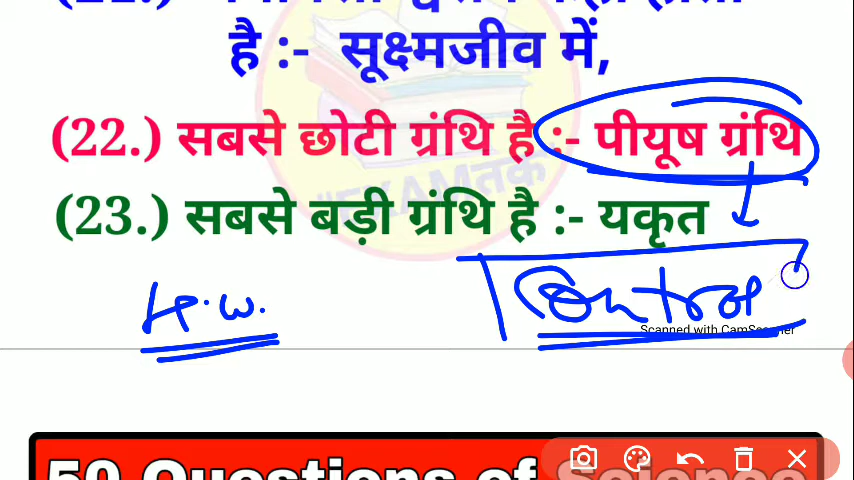 है :- सूक्ष्मजीव में,
(22.) सबसे छोटी ग्रंथि है :- पीयूष ग्रंथि
(23.) सबसे बड़ी ग्रंथि है :- यकृत
H.W.
Control
Scanned with CamScanner
50 Questions of Science